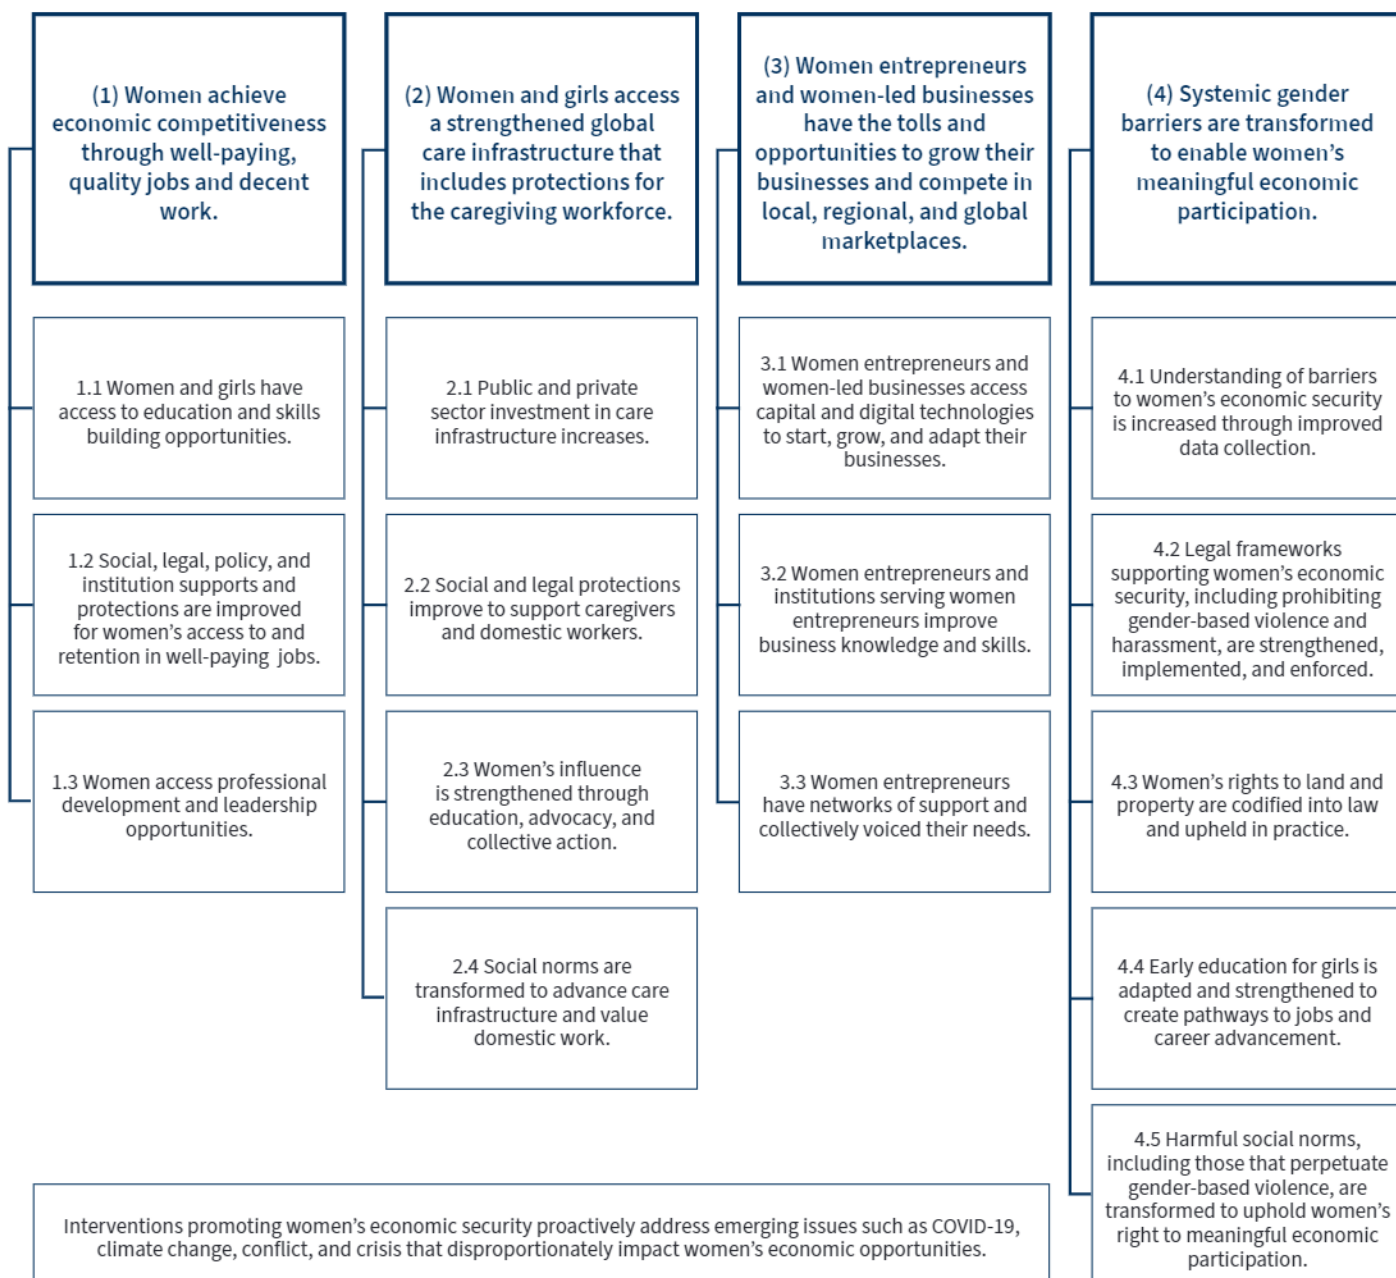 (1) Women achieve
economic competitiveness
through well-paying,
quality jobs and decent
work.
1.1 Women and girls have
access to education and skills
building opportunities.
1.2 Social, legal, policy, and
institution supports and
protections are improved
for women’s access to and
retention in well-paying jobs.
1.3 Women access professional
development and leadership
opportunities.
(2) Women and girls access
a strengthened global
care infrastructure that
includes protections for
the caregiving workforce.
2.1 Public and private
sector investment in care
infrastructure increases.
2.2 Social and legal protections
improve to support caregivers
and domestic workers.
2.3 Women’s influence
is strengthened through
education, advocacy, and
collective action.
2.4 Social norms are
transformed to advance care
infrastructure and value
domestic work.
(3) Women entrepreneurs
and women-led businesses
have the tolls and
opportunities to grow their
businesses and compete in
local, regional, and global
marketplaces.
3.1 Women entrepreneurs and
women-led businesses access
capital and digital technologies
to start, grow, and adapt their
businesses.
3.2 Women entrepreneurs and
institutions serving women
entrepreneurs improve
business knowledge and skills.
3.3 Women entrepreneurs
have networks of support and
collectively voiced their needs.
(4) Systemic gender
barriers are transformed
to enable women’s
meaningful economic
participation.
4.1 Understanding of barriers
to women’s economic security
is increased through improved
data collection.
4.2 Legal frameworks
supporting women’s economic
security, including prohibiting
gender-based violence and
harassment, are strengthened,
implemented, and enforced.
4.3 Women’s rights to land and
property are codified into law
and upheld in practice.
4.4 Early education for girls is
adapted and strengthened to
create pathways to jobs and
career advancement.
4.5 Harmful social norms,
including those that perpetuate
gender-based violence, are
transformed to uphold women’s
right to meaningful economic
participation.
Interventions promoting women’s economic security proactively address emerging issues such as COVID-19,
climate change, conflict, and crisis that disproportionately impact women’s economic opportunities.